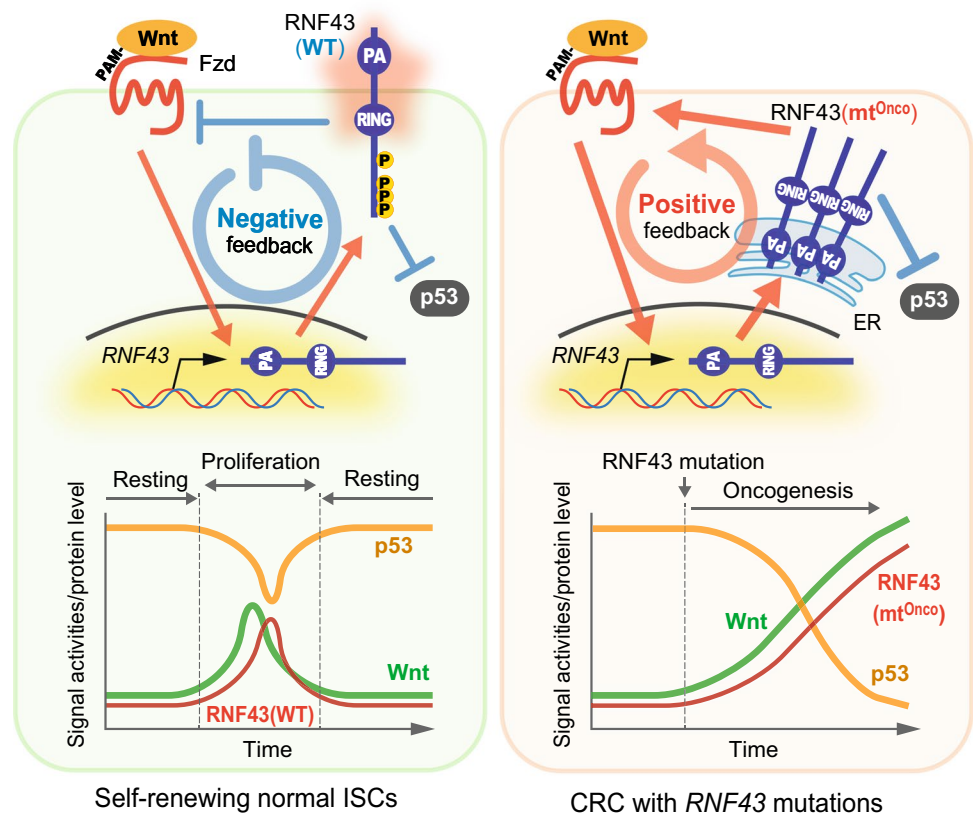 Wnt
PAM-
Fzd
RNF43
(WT)
PA
RING
P
P
P
P
Negative
feedback
p53
RNF43
PA
RING
Resting
Proliferation
Resting
Signal activities/protein level
p53
Wnt
RNF43(WT)
Time
Self-renewing normal ISCs
Wnt
PAM-
RNF43(mtOnco)
RING
RING
RING
PA
PA
PA
Positive
feedback
p53
ER
RNF43
PA
RING
RNF43 mutation
Oncogenesis
Signal activities/protein level
Wnt
RNF43
(mtOnco)
p53
Time
CRC with RNF43 mutations